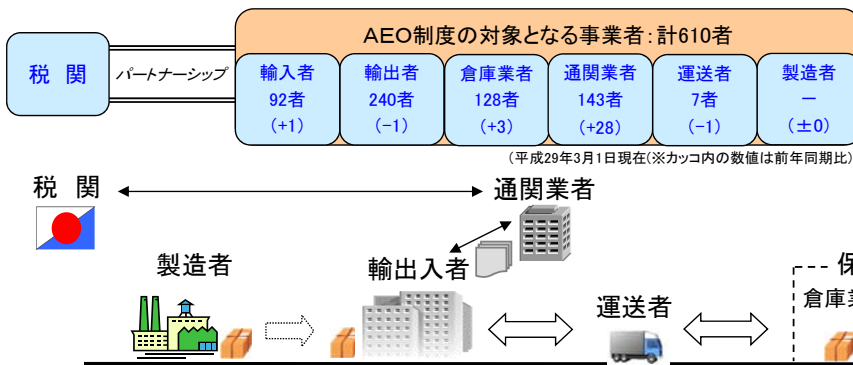 AEO制度の対象となる事業者:計610者
税 関
パートナーシップ
輸入者
92者
(+1)
輸出者
240者
(−1)
倉庫業者
128者
(+3)
通関業者
143者
(+28)
運送者
7者
(−1)
製造者
－
(±0)
(平成29年3月1日現在(※カッコ内の数値は前年同期比)
税 関
通関業者
製造者
輸出入者
運送者
保
倉庫業